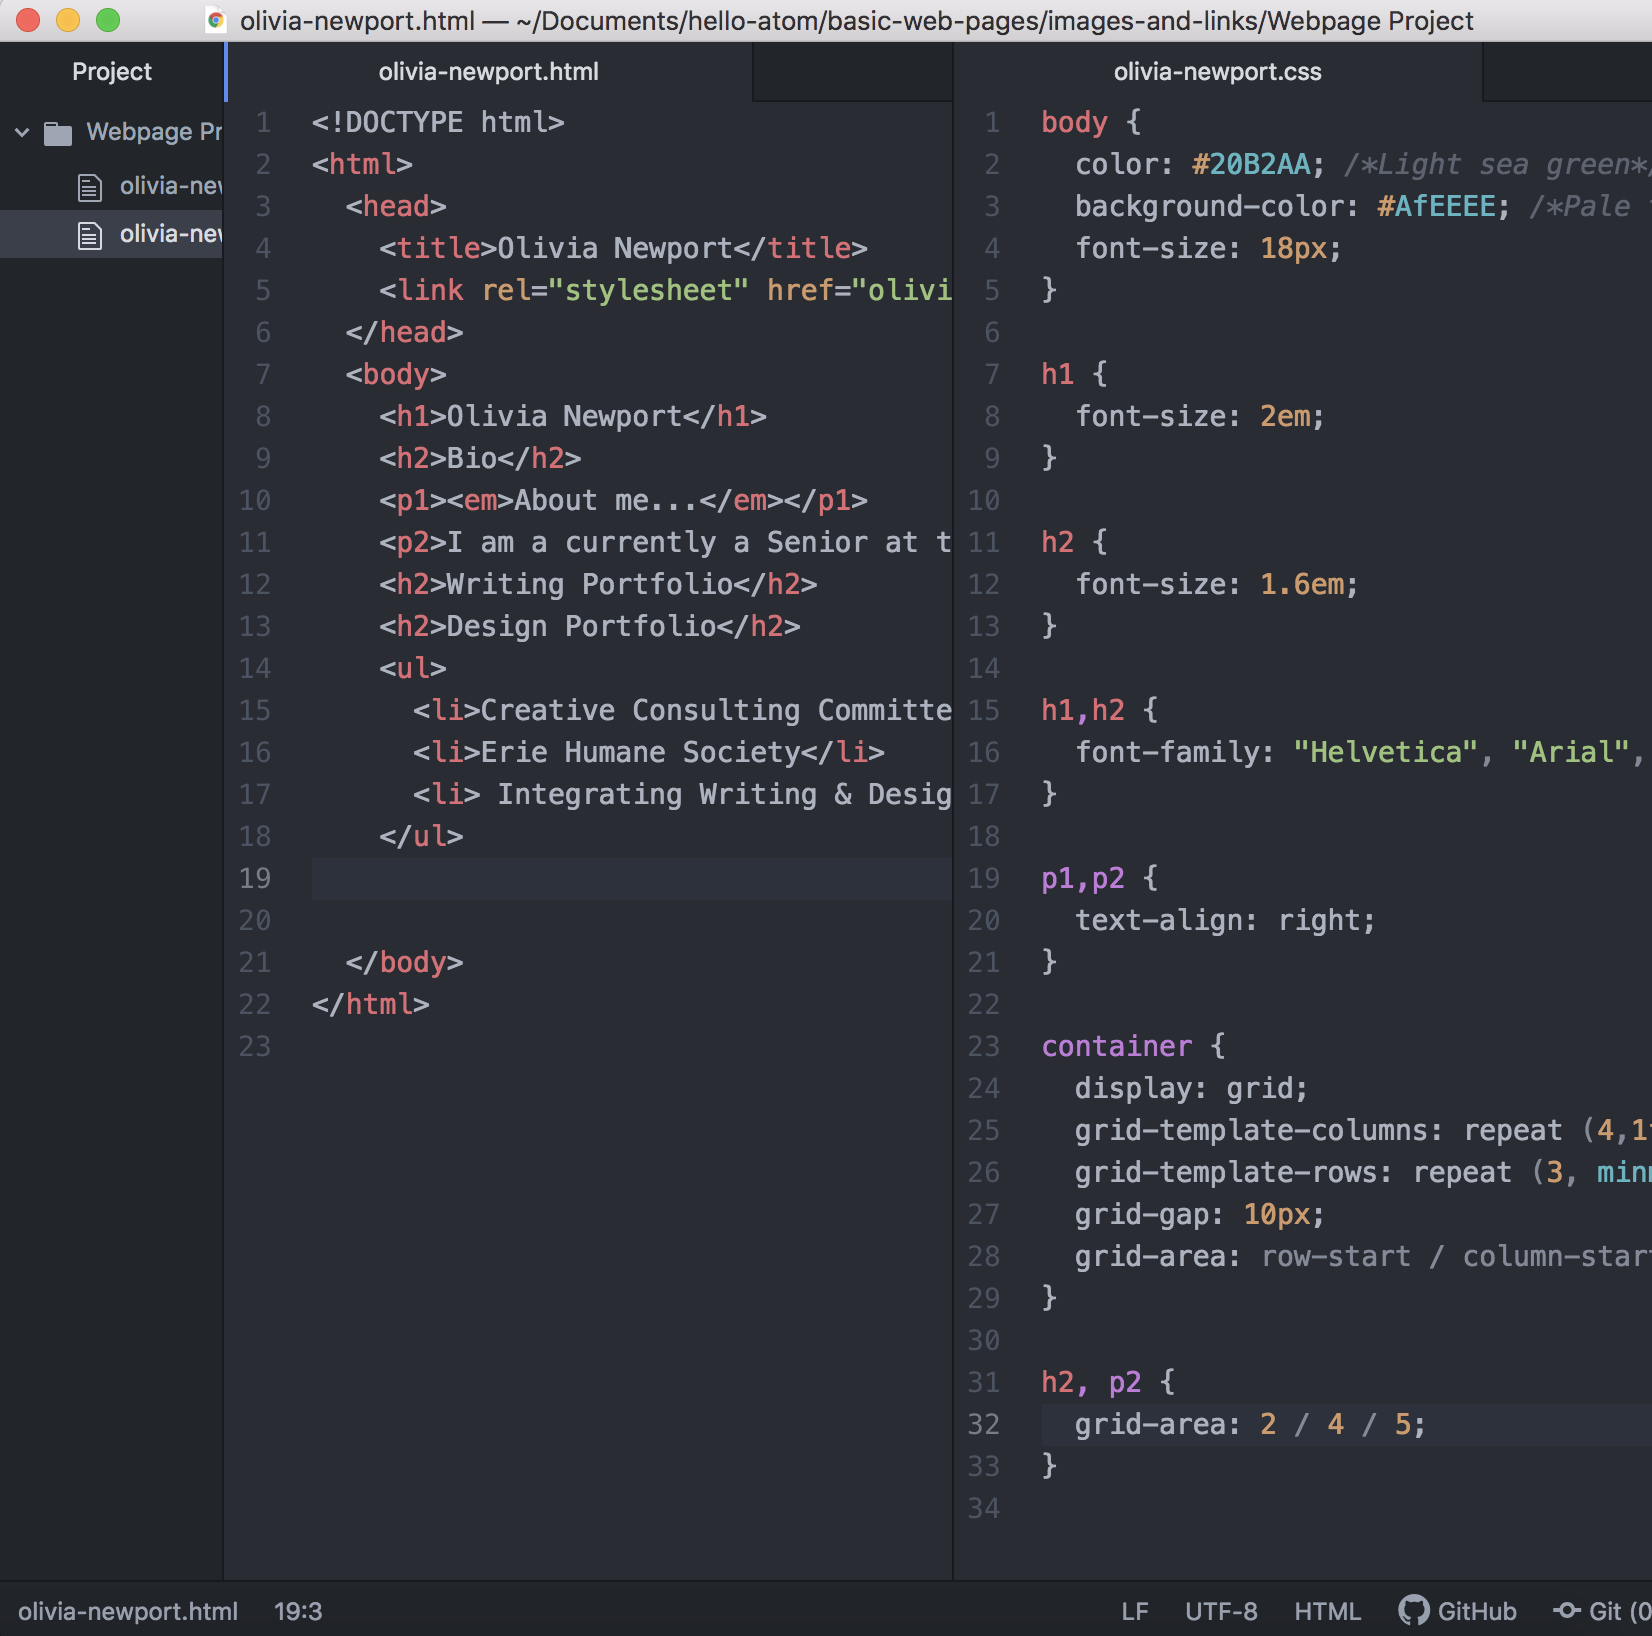 olivia-newport.html — ~/Documents/hello-atom/basic-web-pages/images-and-links/Webpage Project
Project
Webpage Pr
olivia-new
olivia-new
olivia-newport.html
1 <!DOCTYPE html>
2 <html>
3 <head>
4 <title>Olivia Newport</title>
5 <link rel="stylesheet" href="olivi
6 </head>
7 <body>
8 <h1>Olivia Newport</h1>
9 <h2>Bio</h2>
10 <p1><em>About me...</em></p1>
11 <p2>I am a currently a Senior at t
12 <h2>Writing Portfolio</h2>
13 <h2>Design Portfolio</h2>
14 <ul>
15 <li>Creative Consulting Committe
16 <li>Erie Humane Society</li>
17 <li> Integrating Writing & Desig
18 </ul>
19
20
21 </body>
22 </html>
23
olivia-newport.css
1 body {
2 color: #20B2AA; /*Light sea green*/
3 background-color: #AfEEEE; /*Pale
4 font-size: 18px;
5 }
6
7 h1 {
8 font-size: 2em;
9 }
10
11 h2 {
12 font-size: 1.6em;
13 }
14
15 h1,h2 {
16 font-family: "Helvetica", "Arial",
17 }
18
19 p1,p2 {
20 text-align: right;
21 }
22
23 container {
24 display: grid;
25 grid-template-columns: repeat (4,1f
26 grid-template-rows: repeat (3, minm
27 grid-gap: 10px;
28 grid-area: row-start / column-start
29 }
30
31 h2, p2 {
32 grid-area: 2 / 4 / 5;
33 }
34
olivia-newport.html 19:3 LF UTF-8 HTML GitHub Git (0